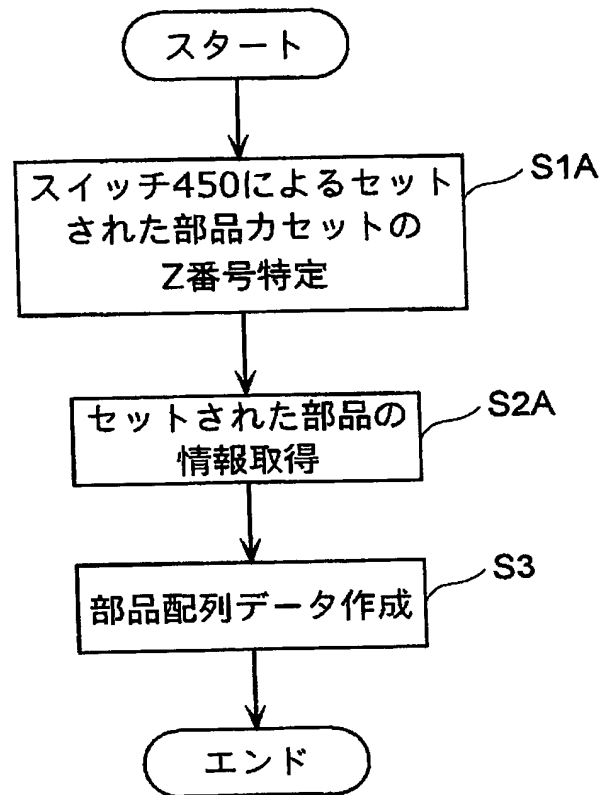 スタート
スイッチ450によるセット
された部品カセットの
Z番号特定
S1A
セットされた部品の
情報取得
S2A
部品配列データ作成
S3
エンド